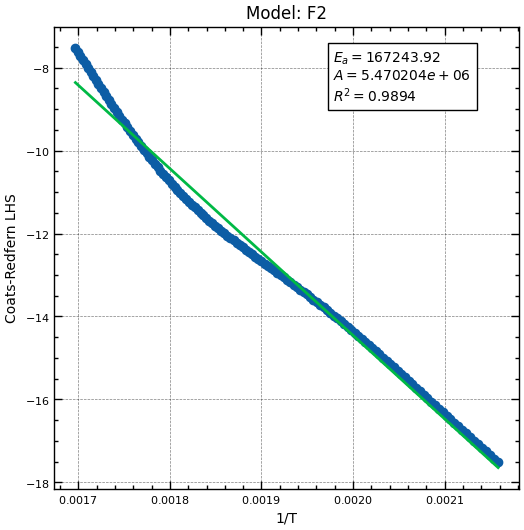 Model: F2
E_a = 167243.92
A = 5.470204e + 06
R² = 0.9894
Coats-Redfern LHS
−8
−10
−12
−14
−16
−18
0.0017 0.0018 0.0019 0.0020 0.0021
1/T